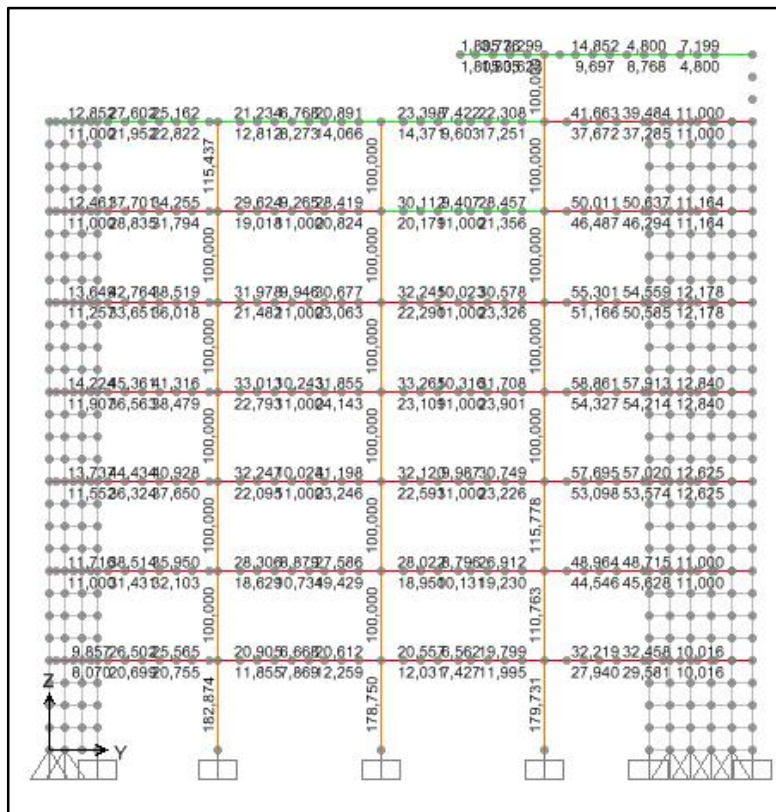 14,852 4,800 7,199
9,697 8,768 4,800
100,000
12,852 27,602 25,162 21,234 6,768 20,891 23,398 7,422 22,308 41,663 39,484 11,000
11,000 21,952 22,822 12,812 8,273 14,066 14,371 9,603 17,251 37,672 37,285 11,000
115,437 100,000 100,000
12,461 37,701 34,255 29,624 9,265 28,419 30,112 9,407 28,457 50,011 50,637 11,164
11,000 28,835 31,794 19,018 11,000 20,824 20,179 11,000 21,356 46,487 46,294 11,164
100,000 100,000 100,000
13,649 42,764 38,519 31,978 9,946 30,677 32,245 10,023 30,578 55,301 54,559 12,178
11,257 33,651 36,018 21,482 11,000 23,063 22,290 11,000 23,326 51,166 50,585 12,178
100,000 100,000 100,000
14,224 45,361 41,316 33,013 10,243 31,855 33,265 10,316 31,708 58,861 57,913 12,840
11,907 36,563 38,479 22,793 11,000 24,143 23,109 11,000 23,901 54,327 54,214 12,840
100,000 100,000 100,000
13,737 44,434 40,928 32,247 32,120 9,987 30,749 57,695 57,020 12,625
11,552 36,324 37,650 22,095 11,000 23,246 22,593 11,000 23,226 53,098 53,574 12,625
100,000 100,000 115,778
11,716 38,514 35,950 28,306 8,879 27,586 28,022 8,796 26,912 48,964 48,715 11,000
11,000 31,431 32,103 18,629 10,734 18,950 10,131 19,230 44,546 45,628 11,000
100,000 100,000 110,763
9,857 26,502 25,565 20,905 6,668 20,612 20,557 6,562 19,799 32,219 32,458 10,016
8,070 20,699 20,755 11,855 7,869 12,259 12,031 7,427 11,995 27,940 29,581 10,016
Z
182,874 178,750 179,731
Y